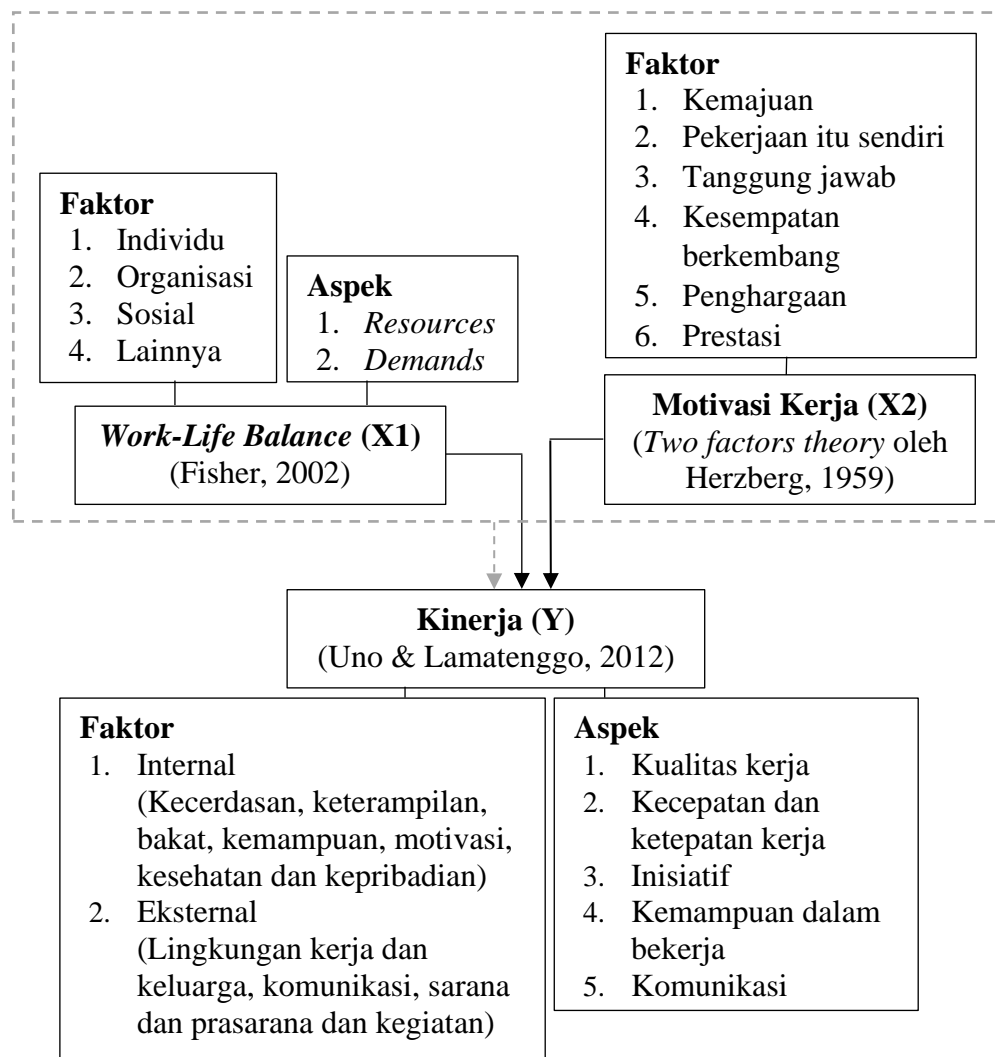 Faktor
1. Kemajuan
2. Pekerjaan itu sendiri
3. Tanggung jawab
4. Kesempatan
berkembang
5. Penghargaan
6. Prestasi
Faktor
1. Individu
2. Organisasi
3. Sosial
4. Lainnya
Aspek
1. Resources
2. Demands
Work-Life Balance (X1)
(Fisher, 2002)
Motivasi Kerja (X2)
(Two factors theory oleh
Herzberg, 1959)
Kinerja (Y)
(Uno & Lamatenggo, 2012)
Faktor
1. Internal
(Kecerdasan, keterampilan,
bakat, kemampuan, motivasi,
kesehatan dan kepribadian)
2. Eksternal
(Lingkungan kerja dan
keluarga, komunikasi, sarana
dan prasarana dan kegiatan)
Aspek
1. Kualitas kerja
2. Kecepatan dan
ketepatan kerja
3. Inisiatif
4. Kemampuan dalam
bekerja
5. Komunikasi